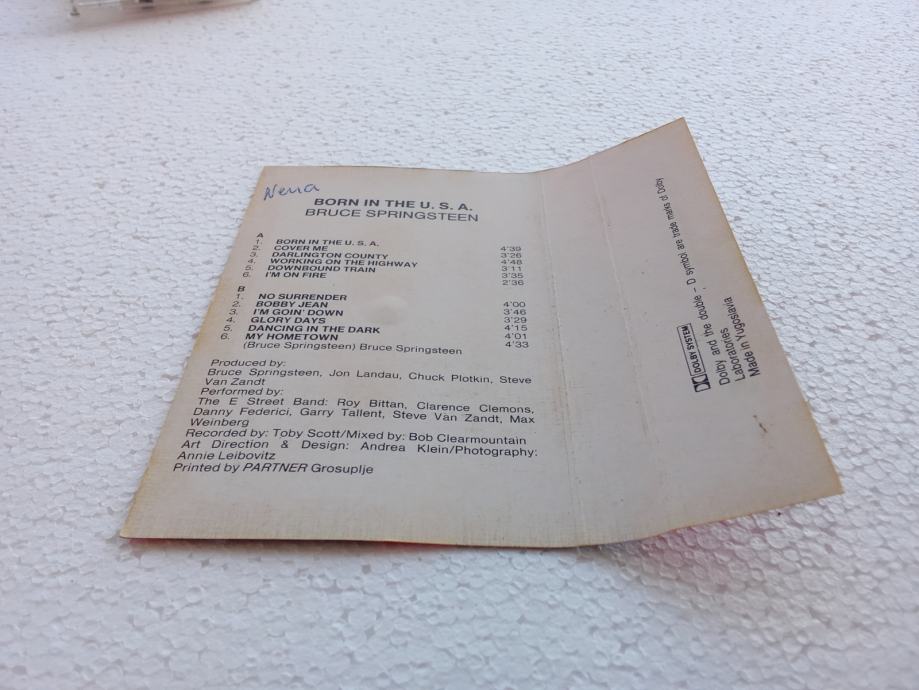 Nena
BORN IN THE U. S. A.
BRUCE SPRINGSTEEN
A
1. BORN IN THE U. S. A. 4'39
2. COVER ME 3'26
3. DARLINGTON COUNTY 4'48
4. WORKING ON THE HIGHWAY 3'11
5. DOWNBOUND TRAIN 3'35
6. I'M ON FIRE 2'36
B
1. NO SURRENDER 4'00
2. BOBBY JEAN 3'46
3. I'M GOIN' DOWN 3'29
4. GLORY DAYS 4'15
5. DANCING IN THE DARK 4'01
6. MY HOMETOWN 4'33
(Bruce Springsteen) Bruce Springsteen
Produced by:
Bruce Springsteen, Jon Landau, Chuck Plotkin, Steve
Van Zandt
Performed by:
The E Street Band: Roy Bittan, Clarence Clemons,
Danny Federici, Garry Tallent, Steve Van Zandt, Max
Weinberg
Recorded by: Toby Scott/Mixed by: Bob Clearmountain
Art Direction & Design: Andrea Klein/Photography:
Annie Leibovitz
Printed by PARTNER Grosuplje
DOLBY SYSTEM
Dolby and the double - D symbol are trade marks of Dolby
Laboratories
Made in Yugoslavia